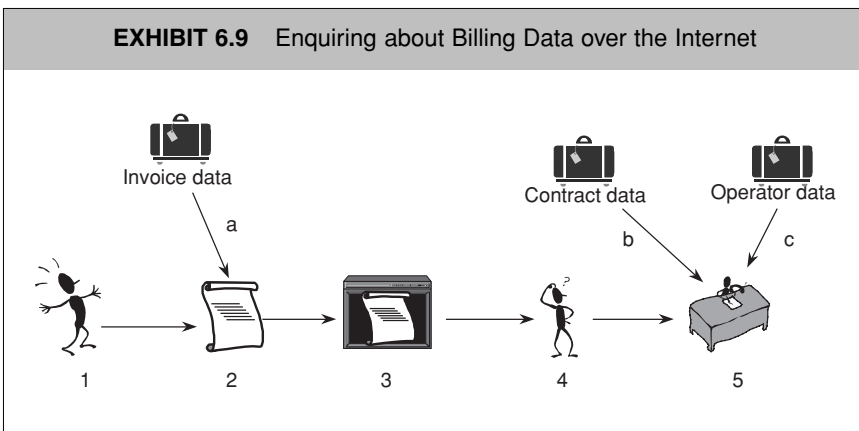 EXHIBIT 6.9 Enquiring about Billing Data over the Internet
Invoice data
Contract data
Operator data
a
b
c
?
1
2
3
4
5